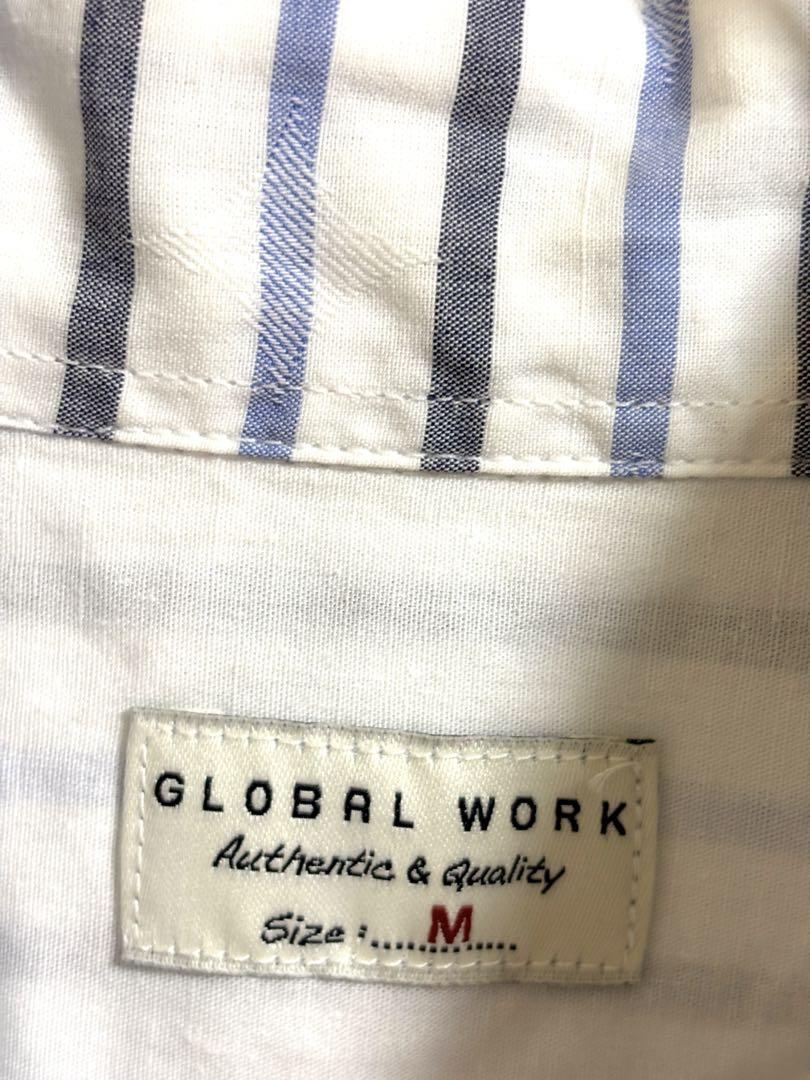 GLOBAL WORK
Authentic & Quality
Size:.....M.....